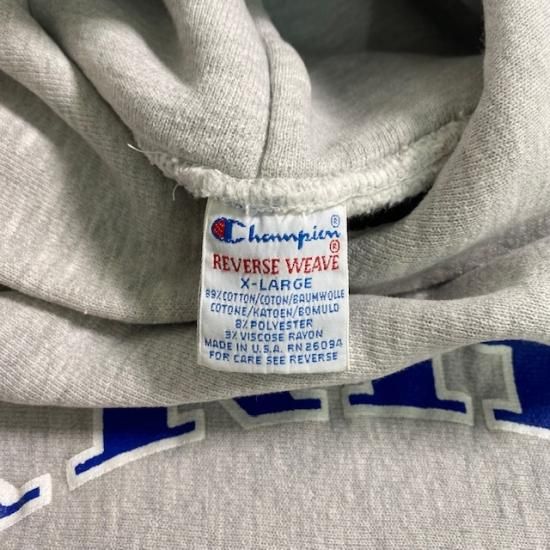 Champion®
REVERSE WEAVE®
X-LARGE
89% COTTON/COTON/BAUMWOLLE
COTONE/KATOEN/BOMULD
8% POLYESTER
3% VISCOSE RAYON
MADE IN U.S.A. RN 26094
FOR CARE SEE REVERSE